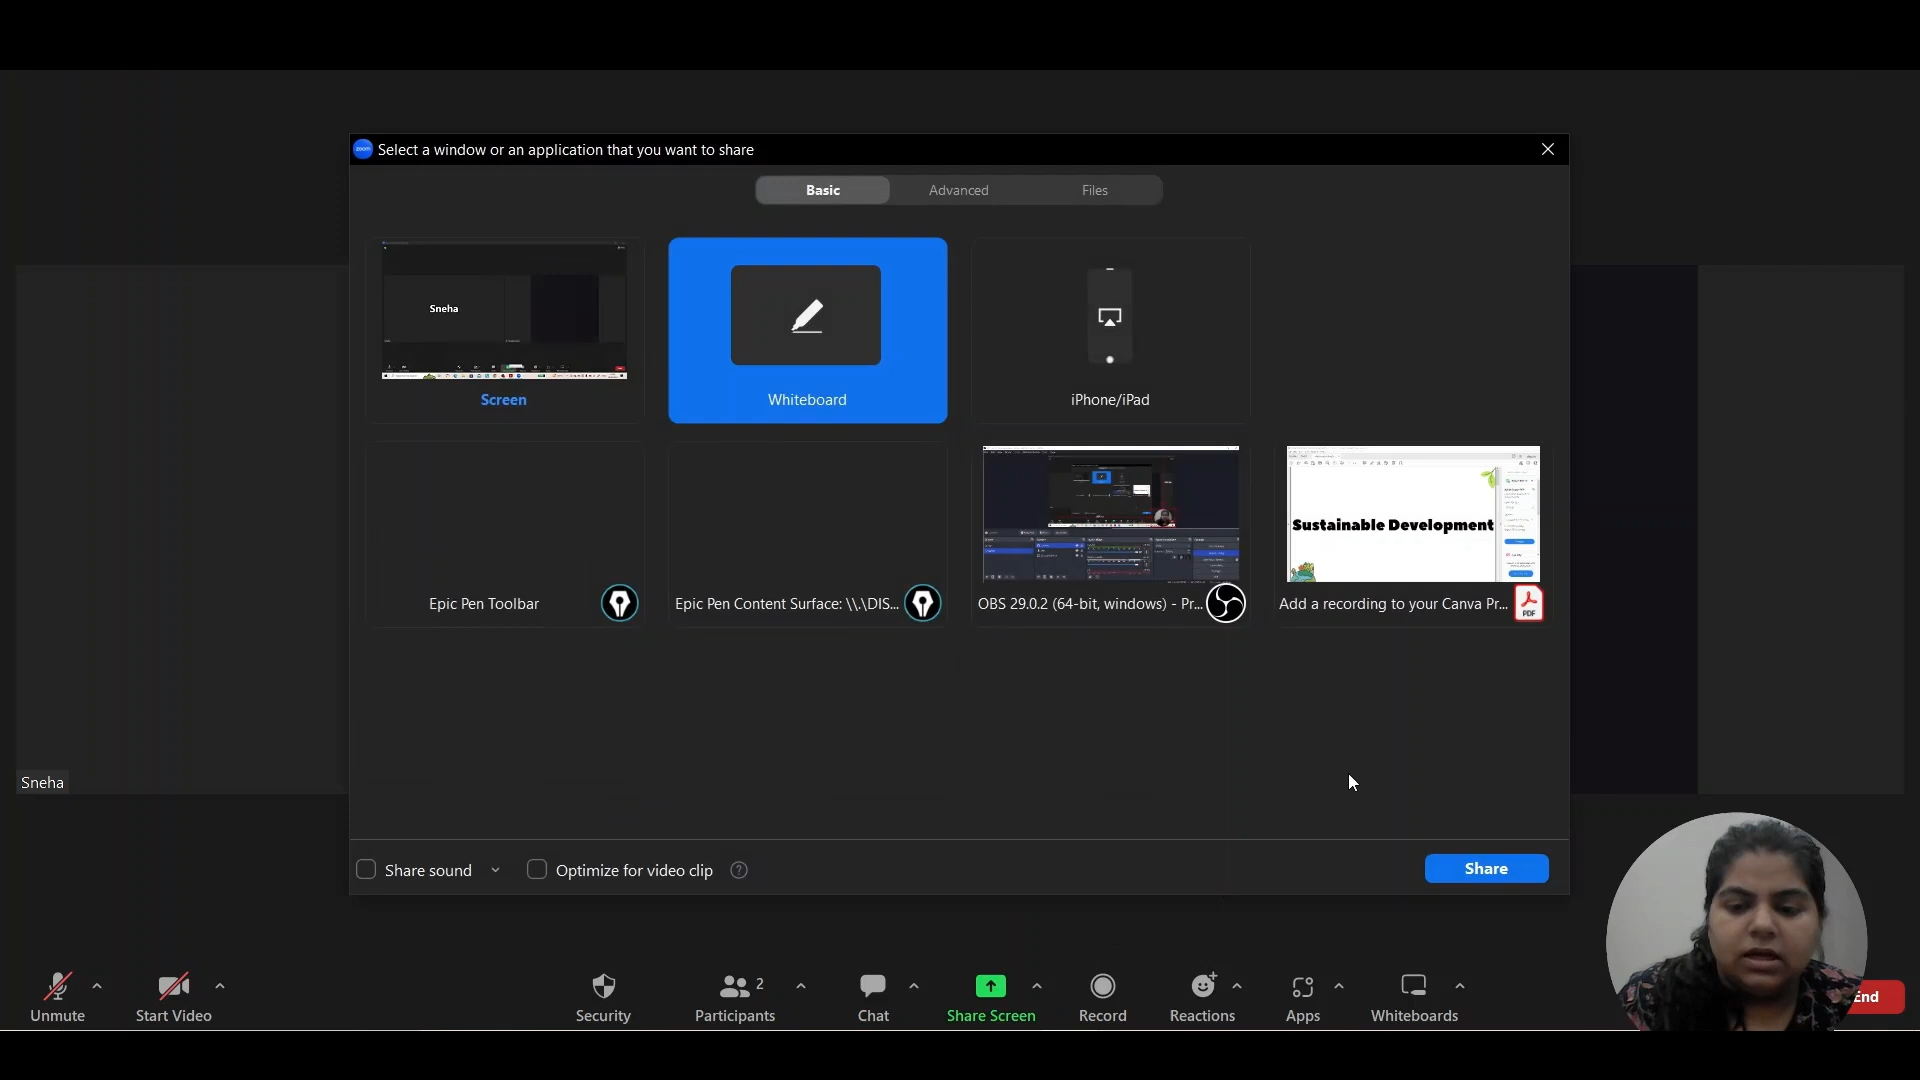 zoom
Select a window or an application that you want to share
Basic
Advanced
Files
Sneha
Screen
Whiteboard
iPhone/iPad
Sustainable Development
Epic Pen Toolbar
Epic Pen Content Surface: \\.\DIS...
OBS 29.0.2 (64-bit, windows) - Pr...
Add a recording to your Canva Pr...
PDF
Sneha
Share sound
Optimize for video clip
?
Share
Unmute
Start Video
Security
2
Participants
Chat
Share Screen
Record
Reactions
Apps
Whiteboards
End